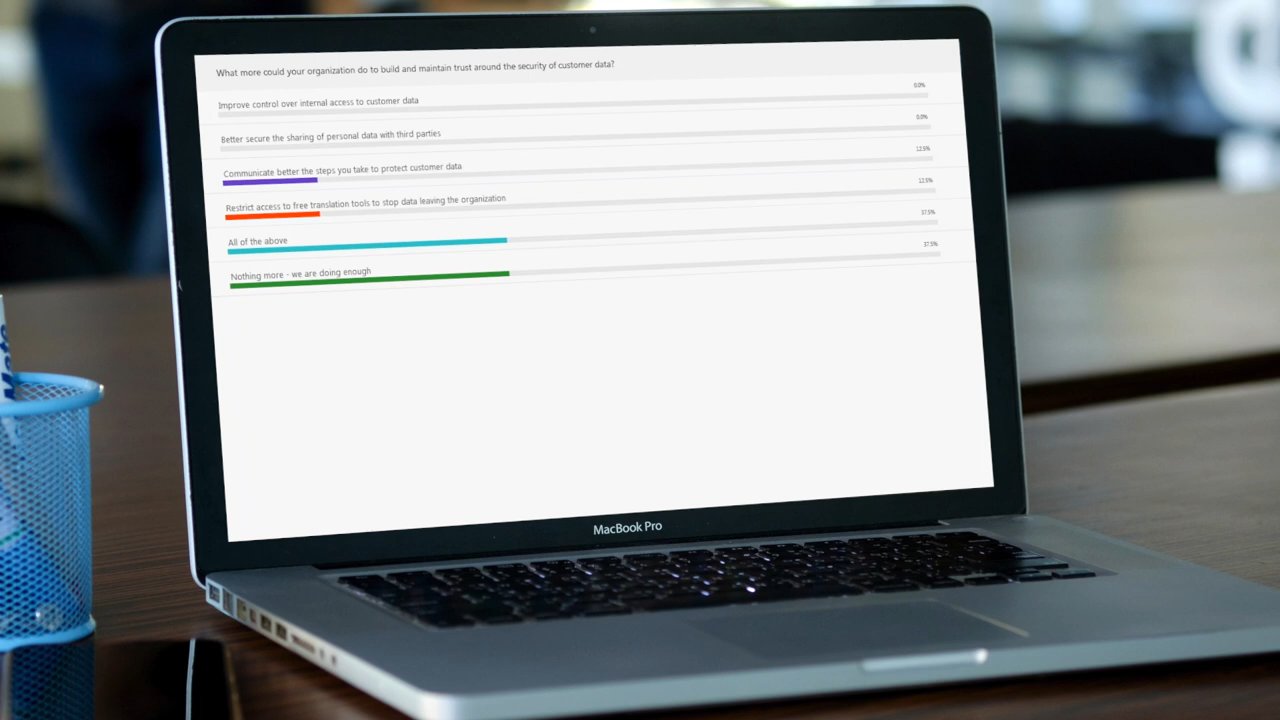 What more could your organization do to build and maintain trust around the security of customer data?
Improve control over internal access to customer data
0.0%
Better secure the sharing of personal data with third parties
0.0%
Communicate better the steps you take to protect customer data
12.5%
Restrict access to free translation tools to stop data leaving the organization
12.5%
All of the above
37.5%
Nothing more - we are doing enough
37.5%
MacBook Pro